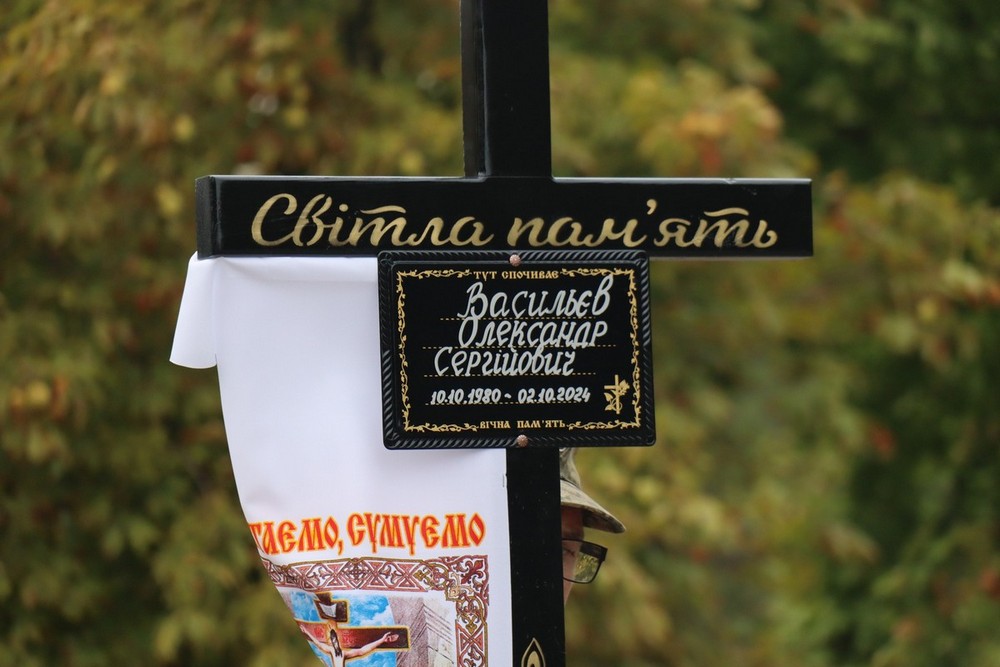 Світла пам'ять
ТУТ СПОЧИВАЄ
Васильєв
Олександр
Сергійович
10.10.1980 - 02.10.2024
ВІЧНА ПАМ'ЯТЬ
СУМУЄМО